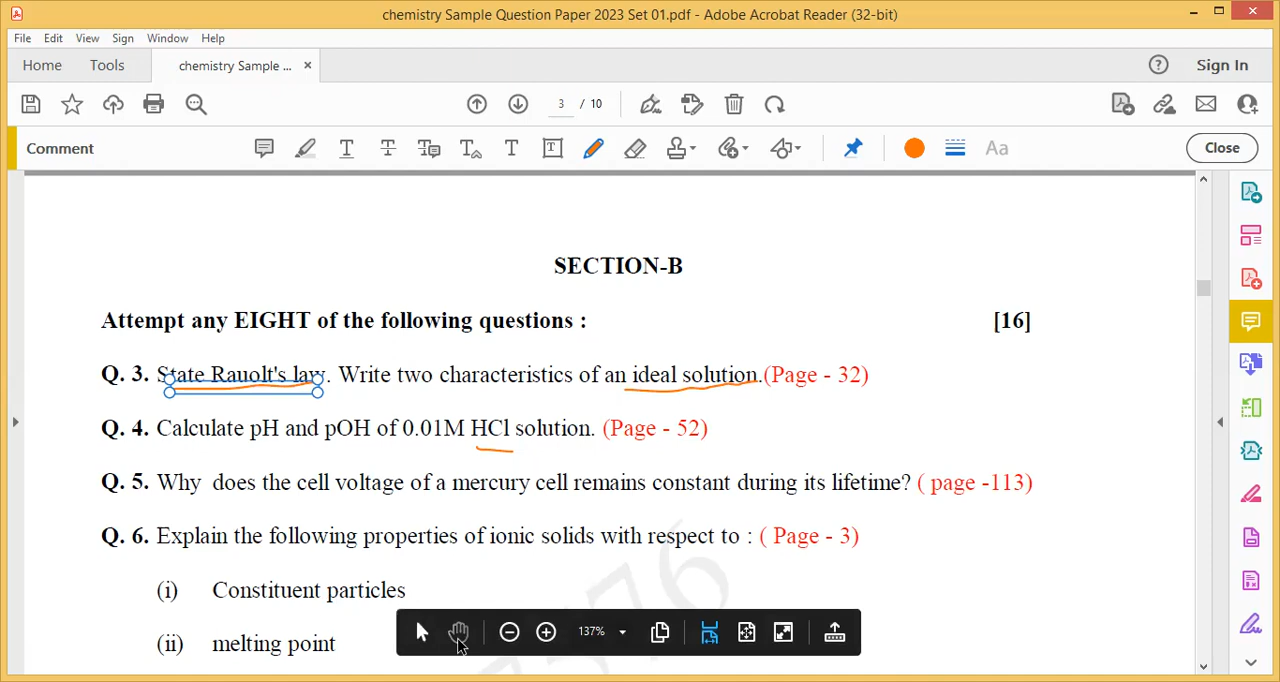 chemistry Sample Question Paper 2023 Set 01.pdf - Adobe Acrobat Reader (32-bit)
File Edit View Sign Window Help
Home Tools chemistry Sample ... × Sign In
3 / 10
Comment Aa Close
SECTION-B
Attempt any EIGHT of the following questions : [16]
Q. 3. State Rauolt's law. Write two characteristics of an ideal solution.(Page - 32)
Q. 4. Calculate pH and pOH of 0.01M HCl solution. (Page - 52)
Q. 5. Why does the cell voltage of a mercury cell remains constant during its lifetime? ( page -113)
Q. 6. Explain the following properties of ionic solids with respect to : ( Page - 3)
(i) Constituent particles
(ii) melting point
137%